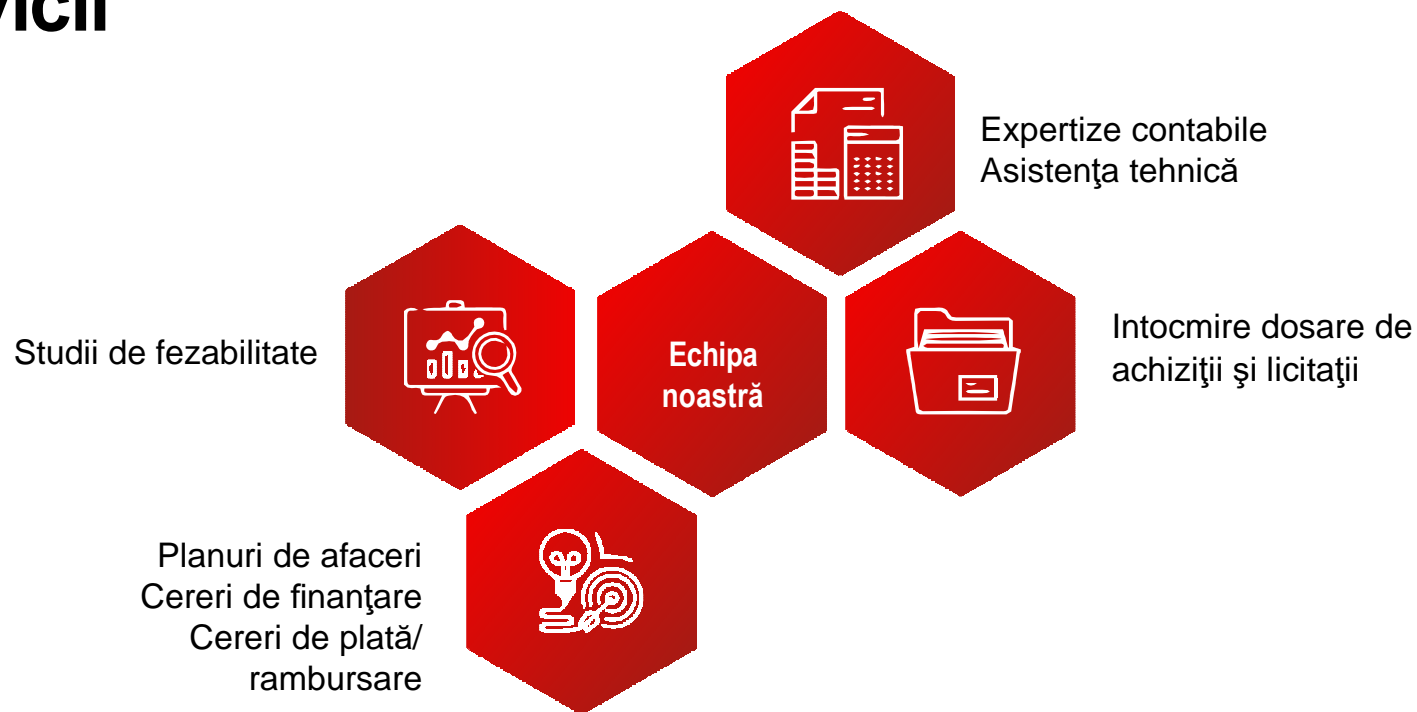 Expertize contabile
Asistenţa tehnică
Studii de fezabilitate
Echipa
noastră
Intocmire dosare de
achiziţii şi licitaţii
Planuri de afaceri
Cereri de finanţare
Cereri de plată/
rambursare